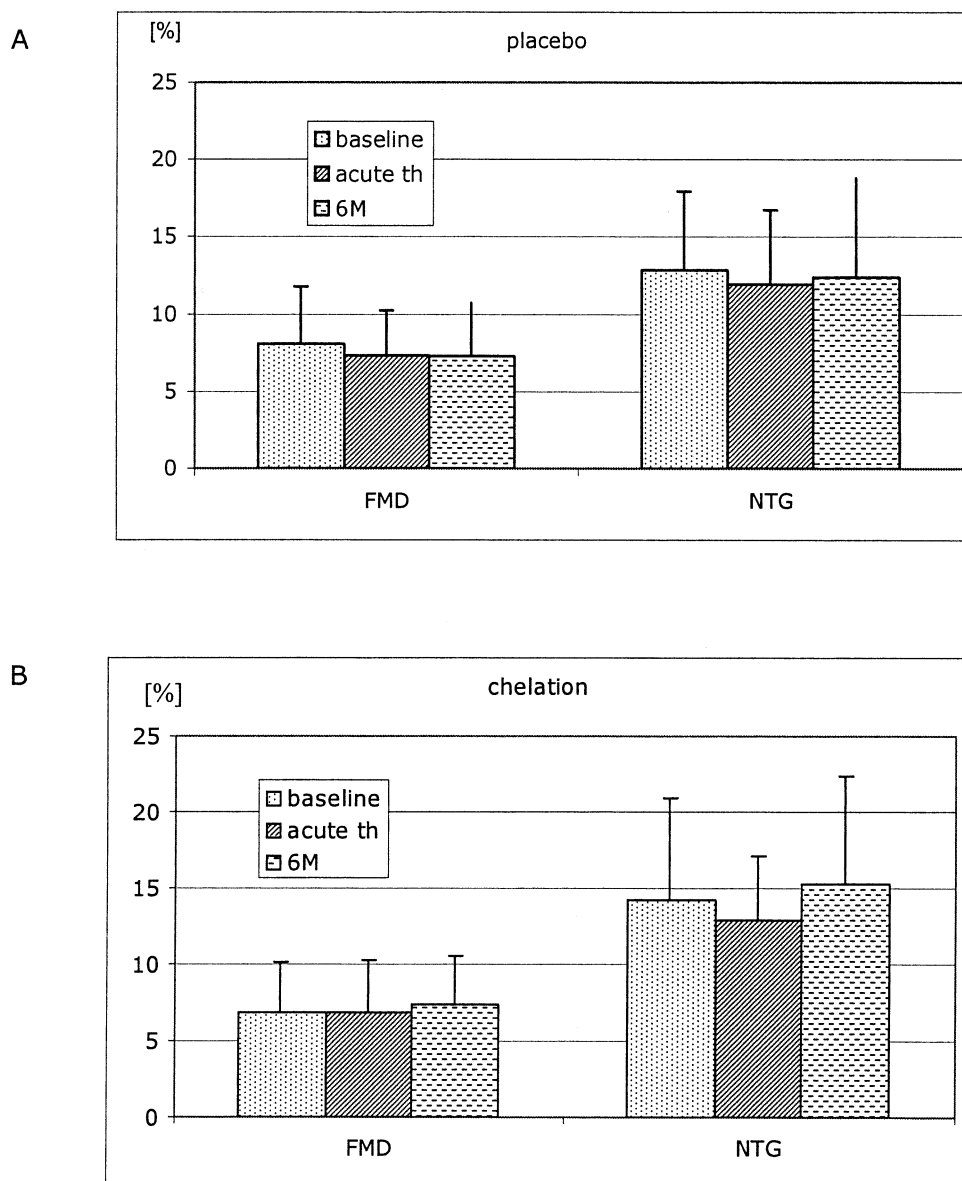 A
[%]
placebo
25
20
15
10
5
0
baseline
acute th
6M
FMD
NTG
B
[%]
chelation
25
20
15
10
5
0
baseline
acute th
6M
FMD
NTG